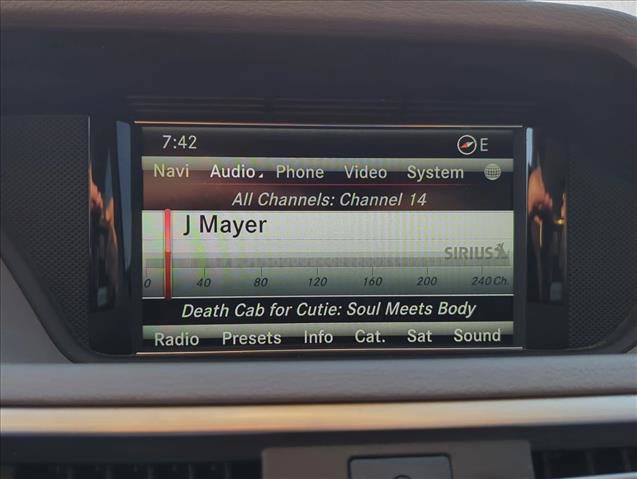 7:42 E
Navi Audio Phone Video System
All Channels: Channel 14
J Mayer
SIRIUS
0 40 80 120 160 200 240 Ch.
Death Cab for Cutie: Soul Meets Body
Radio Presets Info Cat. Sat Sound